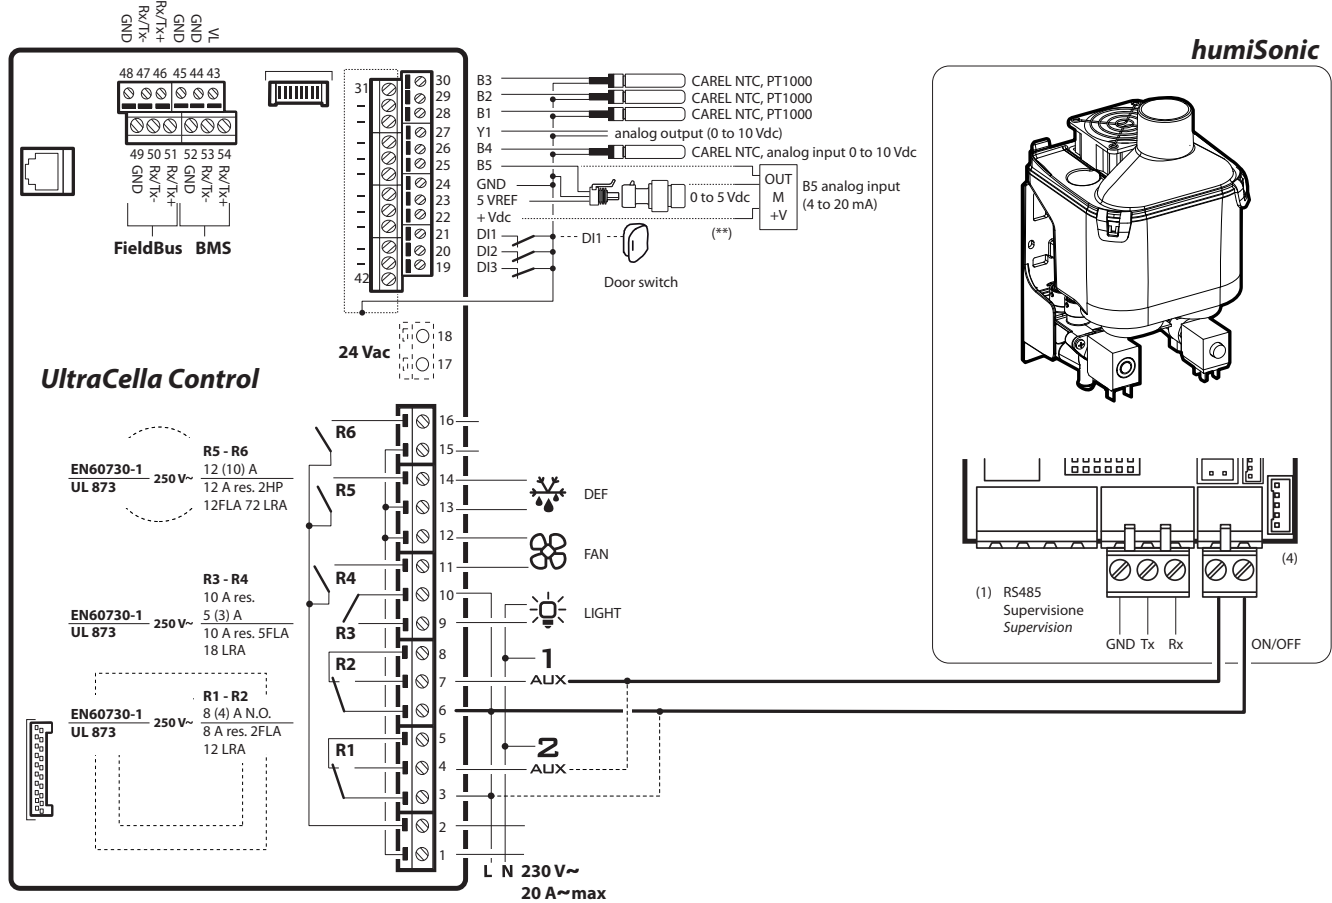 GND
Rx/Tx-
Rx/Tx+
GND
GND
VL
48 47 46 45 44 43
49 50 51 52 53 54
GND
Rx/Tx-
Rx/Tx+
GND
Rx/Tx-
Rx/Tx+
FieldBus BMS
31
42
30 B3 CAREL NTC, PT1000
29 B2 CAREL NTC, PT1000
28 B1 CAREL NTC, PT1000
27 Y1 analog output (0 to 10 Vdc)
26 B4 CAREL NTC, analog input 0 to 10 Vdc
25 B5
24 GND
23 5 VREF 0 to 5 Vdc
22 + Vdc (**)
OUT
M
+V
B5 analog input
(4 to 20 mA)
21 DI1 DI1
20 DI2
19 DI3
Door switch
24 Vac
18
17
UltraCella Control
R6
R5
R4
R3
R2
R1
16
15
14
13
12
11
10
9
8
7
6
5
4
3
2
1
DEF
FAN
LIGHT
1
AUX
2
AUX
L N 230 V~
20 A~max
EN60730-1
UL 873
250 V~
R5 - R6
12 (10) A
12 A res. 2HP
12FLA 72 LRA
EN60730-1
UL 873
250 V~
R3 - R4
10 A res.
5 (3) A
10 A res. 5FLA
18 LRA
EN60730-1
UL 873
250 V~
R1 - R2
8 (4) A N.O.
8 A res. 2FLA
12 LRA
humiSonic
(4)
(1) RS485
Supervisione
Supervision
GND Tx Rx
ON/OFF